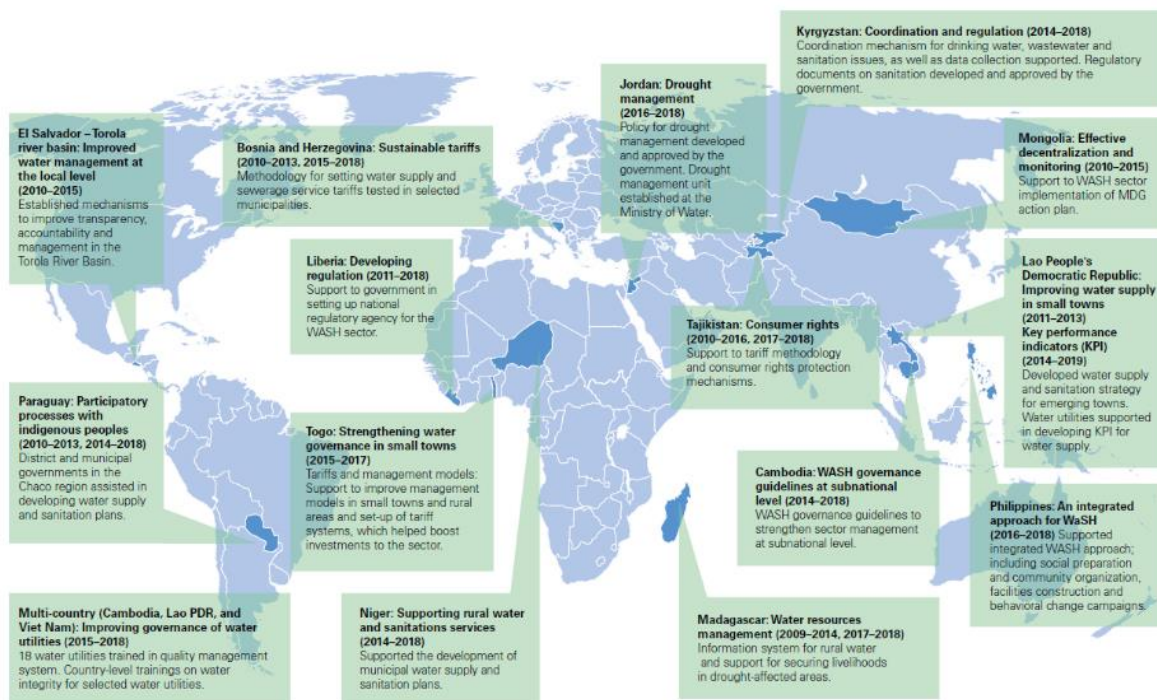 Kyrgyzstan: Coordination and regulation (2014–2018)
Coordination mechanism for drinking water, wastewater and
sanitation issues, as well as data collection supported. Regulatory
documents on sanitation developed and approved by the
government.
Jordan: Drought
management
(2016–2018)
Policy for drought
management developed
and approved by the
government. Drought
management unit
established at the
Ministry of Water.
El Salvador – Torola
river basin: Improved
water management at
the local level
(2010–2015)
Established mechanisms
to improve transparency,
accountability and
management in the
Torola River Basin.
Bosnia and Herzegovina: Sustainable tariffs
(2010–2013, 2015–2018)
Methodology for setting water supply and
sewerage service tariffs tested in selected
municipalities.
Mongolia: Effective
decentralization and
monitoring (2010–2015)
Support to WASH sector
implementation of MDG
action plan.
Liberia: Developing
regulation (2011–2018)
Support to government in
setting up national
regulatory agency for the
WASH sector.
Lao People's
Democratic Republic:
Improving water supply
in small towns
(2011–2013)
Key performance
indicators (KPI)
(2014–2019)
Developed water supply
and sanitation strategy
for emerging towns.
Water utilities supported
in developing KPI for
water supply.
Tajikistan: Consumer rights
(2010–2016, 2017–2018)
Support to tariff methodology
and consumer rights protection
mechanisms.
Paraguay: Participatory
processes with
indigenous peoples
(2010–2013, 2014–2018)
District and municipal
governments in the
Chaco region assisted in
developing water supply
and sanitation plans.
Togo: Strengthening water
governance in small towns
(2015–2017)
Tariffs and management models:
Support to improve management
models in small towns and rural
areas and set-up of tariff
systems, which helped boost
investments to the sector.
Cambodia: WASH governance
guidelines at subnational
level (2014–2018)
WASH governance guidelines to
strengthen sector management
at subnational level.
Philippines: An integrated
approach for WaSH
(2016–2018) Supported
integrated WASH approach;
including social preparation
and community organization,
facilities construction and
behavioral change campaigns.
Multi-country (Cambodia, Lao PDR, and
Viet Nam): Improving governance of water
utilities (2015–2018)
18 water utilities trained in quality management
system. Country-level trainings on water
integrity for selected water utilities.
Niger: Supporting rural water
and sanitations services
(2014–2018)
Supported the development of
municipal water supply and
sanitation plans.
Madagascar: Water resources
management (2009–2014, 2017–2018)
Information system for rural water
and support for securing livelihoods
in drought-affected areas.